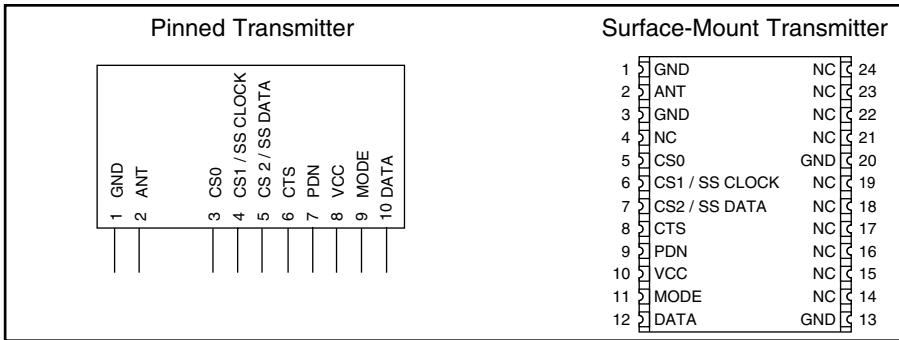 Pinned Transmitter
1 GND
2 ANT
3 CS0
4 CS1 / SS CLOCK
5 CS 2 / SS DATA
6 CTS
7 PDN
8 VCC
9 MODE
10 DATA
Surface-Mount Transmitter
1 GND NC 24
2 ANT NC 23
3 GND NC 22
4 NC NC 21
5 CS0 GND 20
6 CS1 / SS CLOCK NC 19
7 CS2 / SS DATA NC 18
8 CTS NC 17
9 PDN NC 16
10 VCC NC 15
11 MODE NC 14
12 DATA GND 13